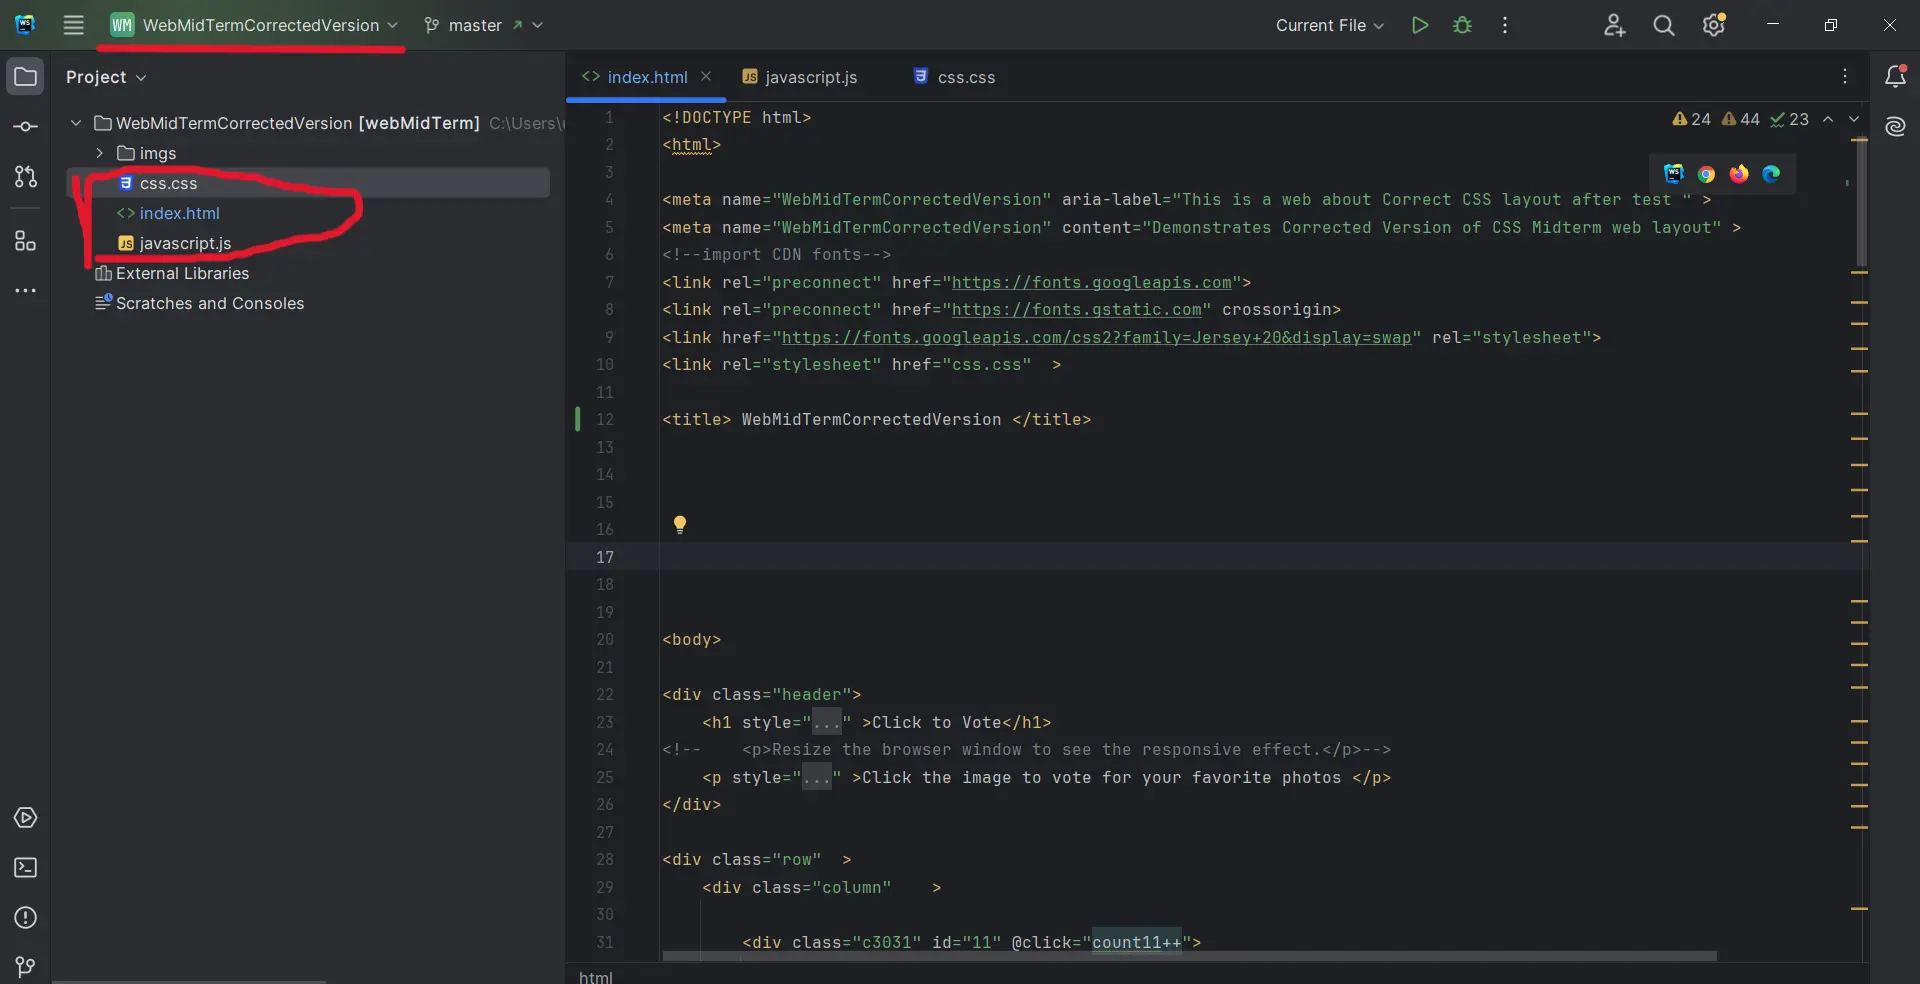 WS WM WebMidTermCorrectedVersion master Current File
Project
index.html JS javascript.js css.css
WebMidTermCorrectedVersion [webMidTerm] C:\Users\
imgs
css.css
index.html
JS javascript.js
External Libraries
Scratches and Consoles
24 44 23
WS
1 <!DOCTYPE html>
2 <html>
3
4 <meta name="WebMidTermCorrectedVersion" aria-label="This is a web about Correct CSS layout after test " >
5 <meta name="WebMidTermCorrectedVersion" content="Demonstrates Corrected Version of CSS Midterm web layout" >
6 <!--import CDN fonts-->
7 <link rel="preconnect" href="https://fonts.googleapis.com">
8 <link rel="preconnect" href="https://fonts.gstatic.com" crossorigin>
9 <link href="https://fonts.googleapis.com/css2?family=Jersey+20&display=swap" rel="stylesheet">
10 <link rel="stylesheet" href="css.css"  >
11
12 <title> WebMidTermCorrectedVersion </title>
13
14
15
16
17
18
19
20 <body>
21
22 <div class="header">
23     <h1 style="..." >Click to Vote</h1>
24 <!--    <p>Resize the browser window to see the responsive effect.</p>-->
25     <p style="..." >Click the image to vote for your favorite photos </p>
26 </div>
27
28 <div class="row"  >
29     <div class="column"    >
30
31         <div class="c3031" id="11" @click="count11++">
html